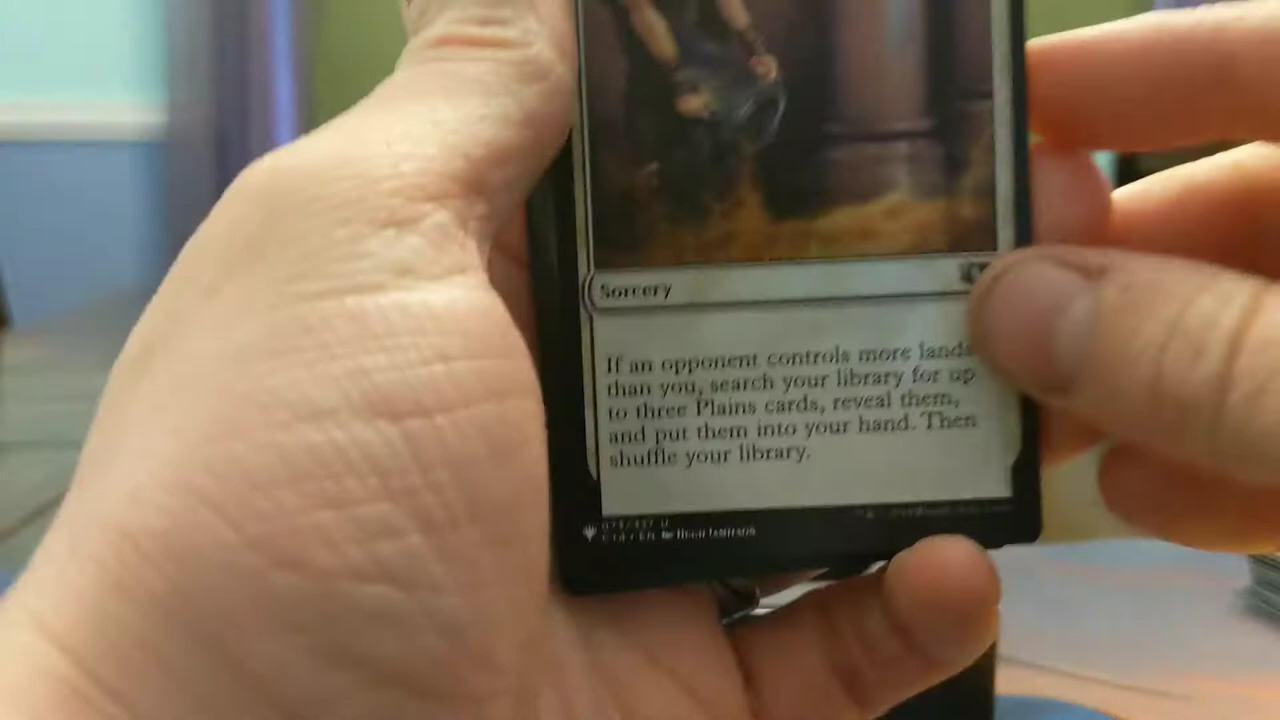 Sorcery
If an opponent controls more lands
than you, search your library for up
to three Plains cards, reveal them,
and put them into your hand. Then
shuffle your library.
EN